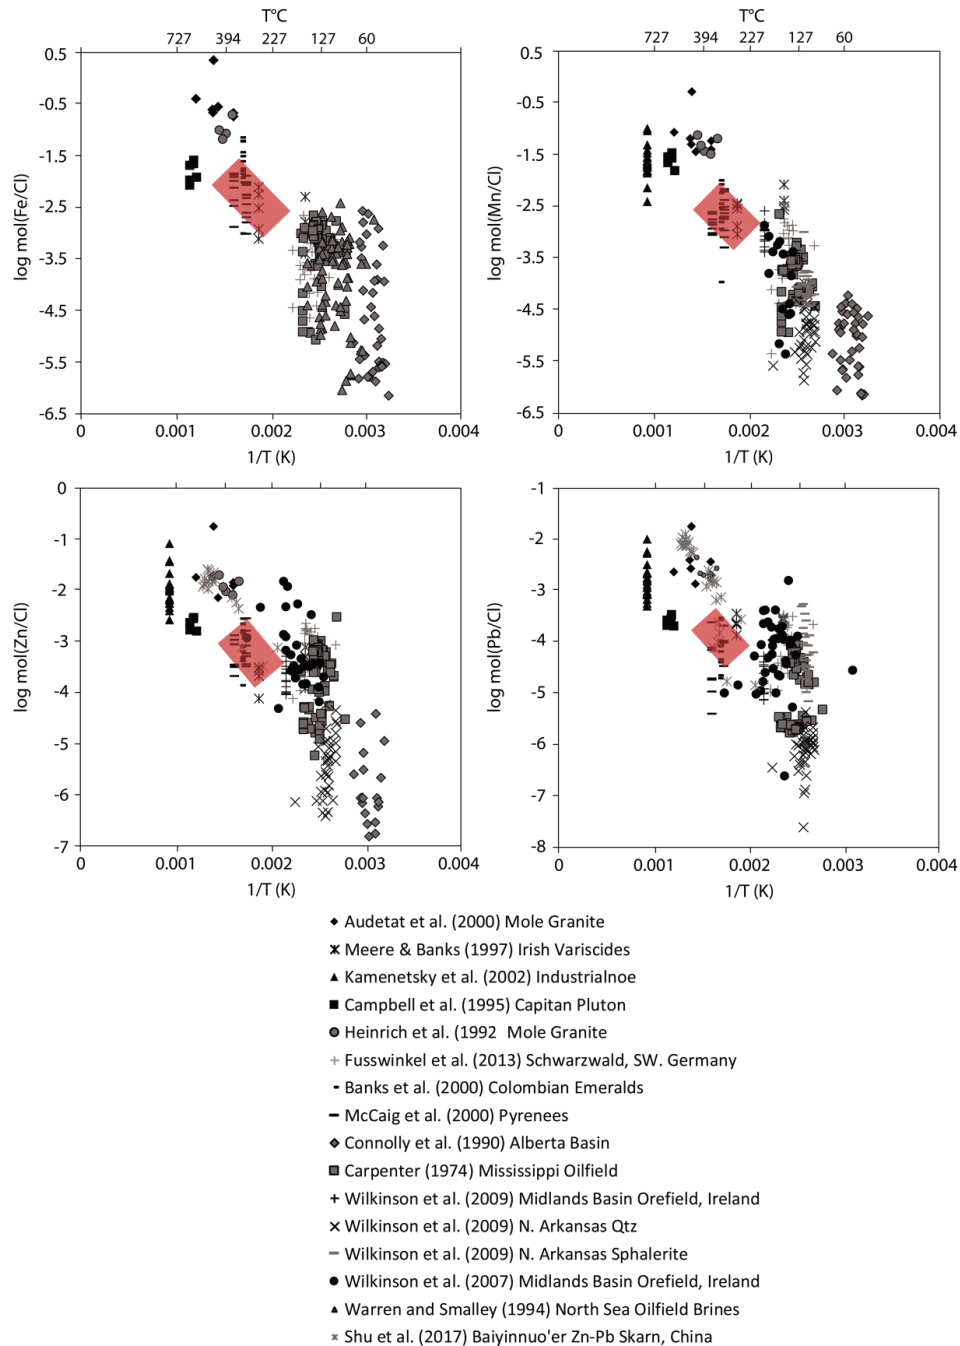 T°C
T°C
727 394 227 127 60
727 394 227 127 60
0.5
-0.5
-1.5
-2.5
-3.5
-4.5
-5.5
-6.5
log mol(Fe/Cl)
0 0.001 0.002 0.003 0.004
1/T (K)
0.5
-0.5
-1.5
-2.5
-3.5
-4.5
-5.5
-6.5
log mol(Mn/Cl)
0 0.001 0.002 0.003 0.004
1/T (K)
0
-1
-2
-3
-4
-5
-6
-7
log mol(Zn/Cl)
0 0.001 0.002 0.003 0.004
1/T (K)
-1
-2
-3
-4
-5
-6
-7
-8
log mol(Pb/Cl)
0 0.001 0.002 0.003 0.004
1/T (K)
Audetat et al. (2000) Mole Granite
Meere & Banks (1997) Irish Variscides
Kamenetsky et al. (2002) Industrialnoe
Campbell et al. (1995) Capitan Pluton
Heinrich et al. (1992 Mole Granite
Fusswinkel et al. (2013) Schwarzwald, SW. Germany
Banks et al. (2000) Colombian Emeralds
McCaig et al. (2000) Pyrenees
Connolly et al. (1990) Alberta Basin
Carpenter (1974) Mississippi Oilfield
Wilkinson et al. (2009) Midlands Basin Orefield, Ireland
Wilkinson et al. (2009) N. Arkansas Qtz
Wilkinson et al. (2009) N. Arkansas Sphalerite
Wilkinson et al. (2007) Midlands Basin Orefield, Ireland
Warren and Smalley (1994) North Sea Oilfield Brines
Shu et al. (2017) Baiyinnuo'er Zn-Pb Skarn, China